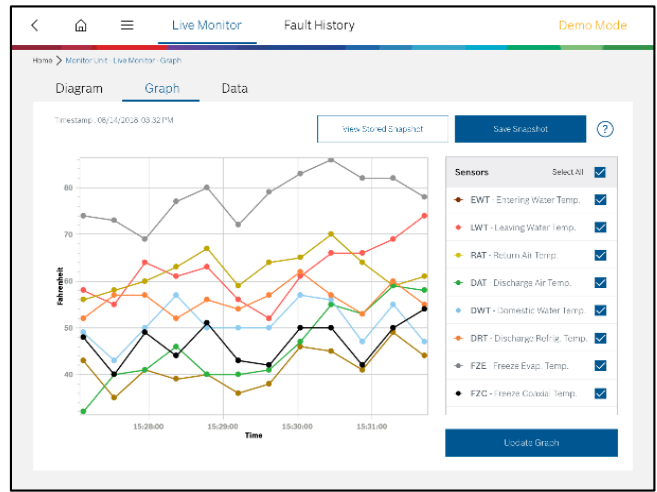 Live Monitor Fault History Demo Mode
Home > Monitor Unit - Live Monitor - Graph
Diagram Graph Data
Timestamp : 08/14/2018 03:32 PM
View Stored Snapshot
Save Snapshot
?
Sensors Select All
EWT - Entering Water Temp.
LWT - Leaving Water Temp.
RAT - Return Air Temp.
DAT - Discharge Air Temp.
DWT - Domestic Water Temp.
DRT - Discharge Refrig. Temp.
FZE - Freeze Evap. Temp.
FZC - Freeze Coaxial Temp.
80
70
60
50
40
Fahrenheit
15:28:00 15:29:00 15:30:00 15:31:00
Time
Update Graph